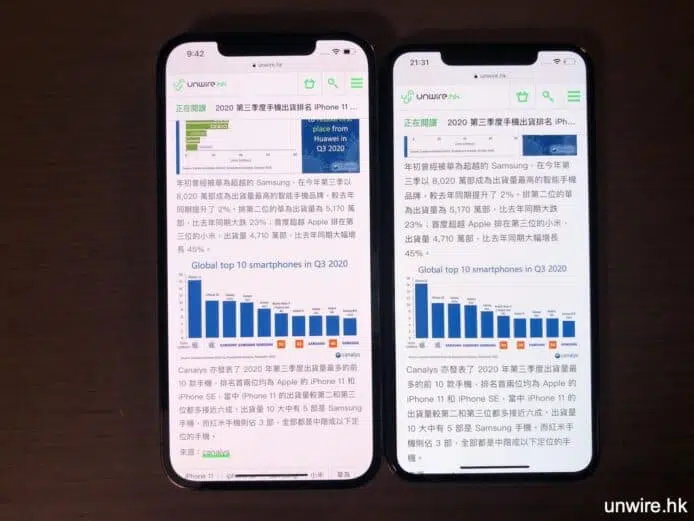 9:42
unwire.hk
unwire.hk
正在閱讀 2020 第三季度手機出貨排名 iPhone 11 ...
place from
Huawei in
Q3 2020
年初曾經被華為超越的 Samsung,在今年第三季以
8,020 萬部成為出貨量最高的智能手機品牌,較去年
同期提升了 2%。排第二位的華為出貨量為 5,170 萬
部,比去年同期大跌 23%;首度超越 Apple 排在第
三位的小米,出貨量 4,710 萬部,比去年同期大幅增長
45%。
Global top 10 smartphones in Q3 2020
SAMSUNG SAMSUNG SAMSUNG SAMSUNG
canalys
Canalys 亦發表了 2020 年第三季度出貨量最多的前
10 款手機,排名首兩位均為 Apple 的 iPhone 11 和
iPhone SE,當中 iPhone 11 的出貨量較第二和第三
位都多接近六成。出貨量 10 大中有 5 部是 Samsung
手機,而紅米手機則佔 3 部,全部都是中階或以下定位
的手機。
來源:canalys
iPhone 11 iphone SE Samsung 小米 華為
21:31
unwire.hk
unwire.hk
正在閱讀 2020 第三季度手機出貨排名 iPh...
年初曾經被華為超越的 Samsung,在今年第
三季以 8,020 萬部成為出貨量最高的智能手機
品牌,較去年同期提升了 2%。排第二位的華
為出貨量為 5,170 萬部,比去年同期大跌
23%;首度超越 Apple 排在第三位的小米,出
貨量 4,710 萬部,比去年同期大幅增長 45%。
Global top 10 smartphones in Q3 2020
canalys
Canalys 亦發表了 2020 年第三季度出貨量最
多的前 10 款手機,排名首兩位均為 Apple 的
iPhone 11 和 iPhone SE,當中 iPhone 11 的
出貨量較第二和第三位都多接近六成。出貨量
10 大中有 5 部是 Samsung 手機,而紅米手機
則佔 3 部,全部都是中階或以下定位的手
機。
unwire.hk